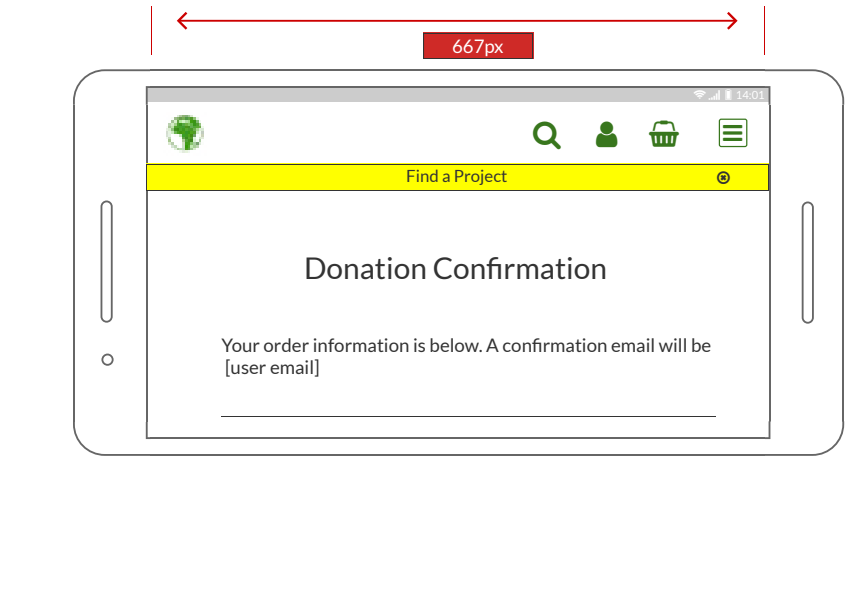 667px
14:01
Find a Project
Donation Confirmation
Your order information is below. A confirmation email will be
[user email]